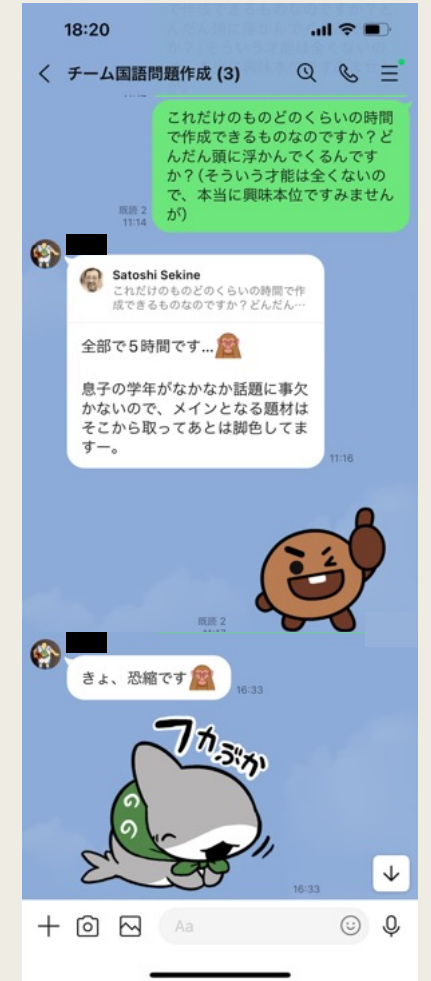 18:20
チーム国語問題作成 (3)
これだけのものどのくらいの時間
で作成できるものなのですか？ど
んだん頭に浮かんでくるんです
か？(そういう才能は全くないの
で、本当に興味本位ですみません
が)
既読 2
11:14
Satoshi Sekine
これだけのものどのくらいの時間で作
成できるものなのですか？どんだん…
全部で５時間です...
息子の学年がなかなか話題に事欠
かないので、メインとなる題材は
そこから取ってあとは脚色してま
すー。
11:16
既読 2
きょ、恐縮です
16:33
フカぶか
のの
16:33
Aa